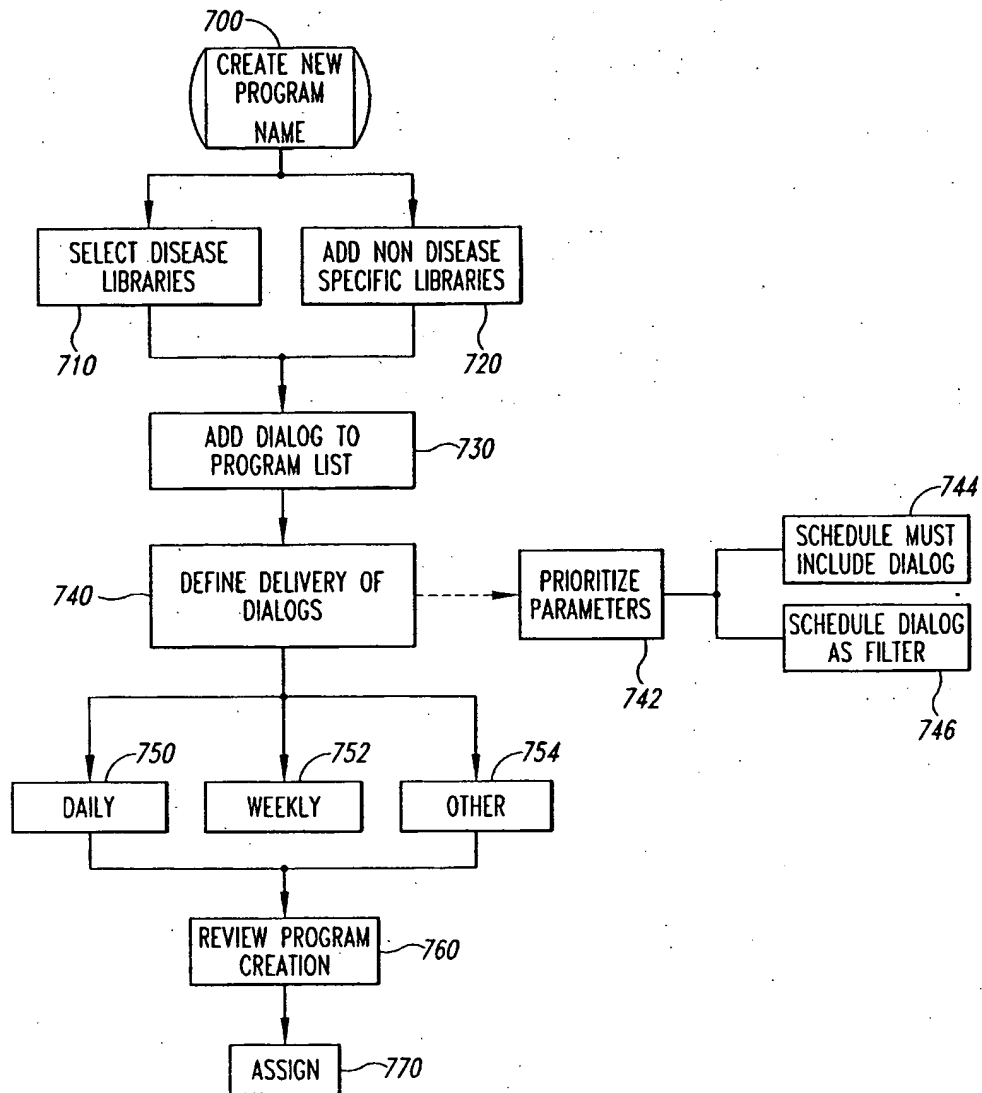 700
CREATE NEW
PROGRAM
NAME
SELECT DISEASE
LIBRARIES
710
ADD NON DISEASE
SPECIFIC LIBRARIES
720
ADD DIALOG TO
PROGRAM LIST
730
740
DEFINE DELIVERY OF
DIALOGS
PRIORITIZE
PARAMETERS
742
744
SCHEDULE MUST
INCLUDE DIALOG
SCHEDULE DIALOG
AS FILTER
746
750
DAILY
752
WEEKLY
754
OTHER
REVIEW PROGRAM
CREATION
760
ASSIGN
770